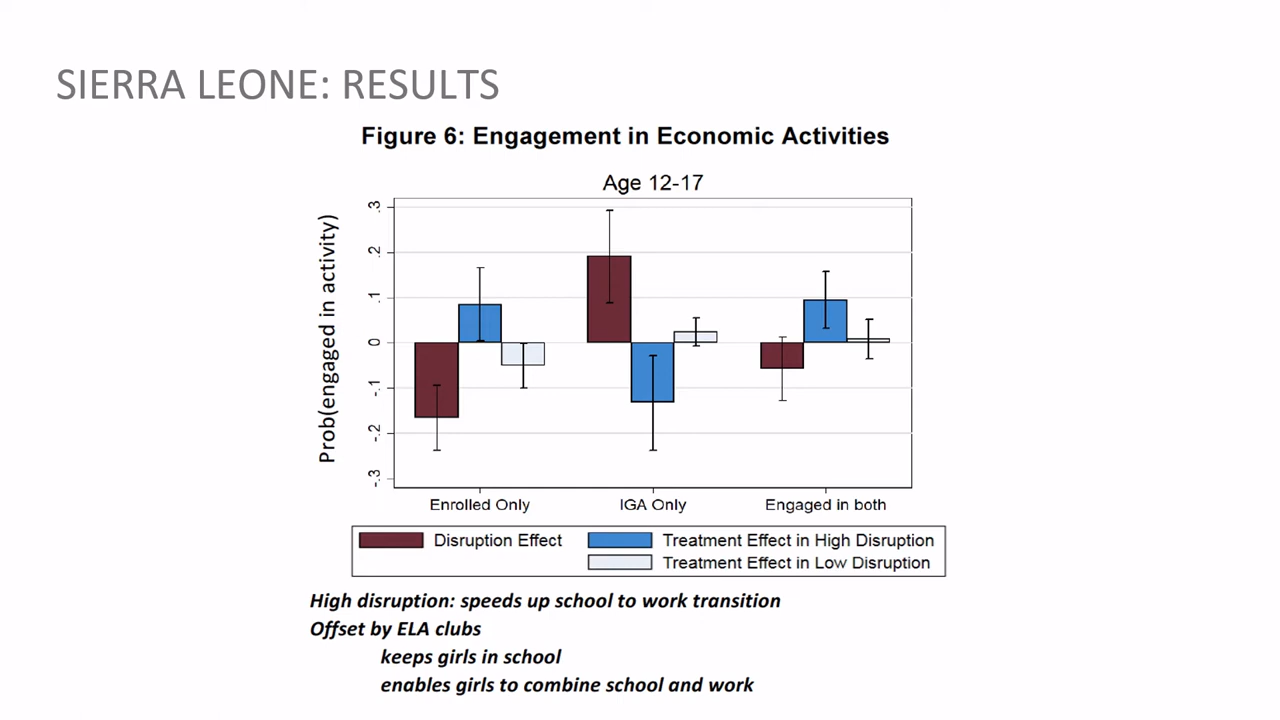 SIERRA LEONE: RESULTS
Figure 6: Engagement in Economic Activities
Age 12-17
Prob(engaged in activity)
.3
.2
.1
0
-.1
-.2
-.3
Enrolled Only
IGA Only
Engaged in both
Disruption Effect
Treatment Effect in High Disruption
Treatment Effect in Low Disruption
High disruption: speeds up school to work transition
Offset by ELA clubs
keeps girls in school
enables girls to combine school and work